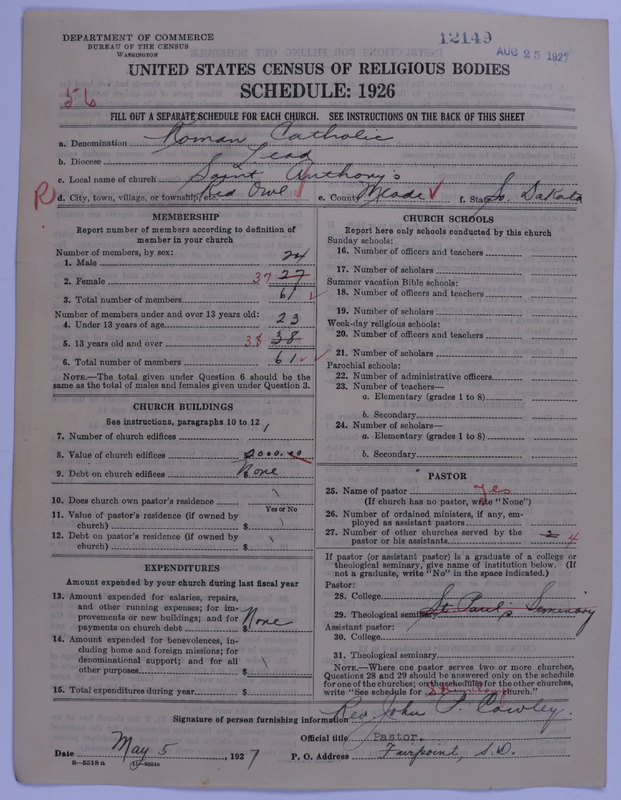 DEPARTMENT OF COMMERCE
BUREAU OF THE CENSUS
WASHINGTON
12149
AUG 25 1927
UNITED STATES CENSUS OF RELIGIOUS BODIES
SCHEDULE: 1926
56
FILL OUT A SEPARATE SCHEDULE FOR EACH CHURCH. SEE INSTRUCTIONS ON THE BACK OF THIS SHEET
a. Denomination Roman Catholic
b. Diocese Lead
c. Local name of church Saint Anthony's
R d. City, town, village, or township, etc. Red Owl e. County Meade f. State So. Dakota
MEMBERSHIP
Report number of members according to definition of
member in your church
Number of members, by sex:
1. Male 24
2. Female 37 27
3. Total number of members 61
Number of members under and over 13 years old:
4. Under 13 years of age 23
5. 13 years old and over 38 38
6. Total number of members 61
NOTE.—The total given under Question 6 should be the
same as the total of males and females given under Question 3.
CHURCH BUILDINGS
See instructions, paragraphs 10 to 12
7. Number of church edifices 1
8. Value of church edifices 2000.00
9. Debt on church edifices None
10. Does church own pastor's residence
Yes or No
11. Value of pastor's residence (if owned by
church) $
12. Debt on pastor's residence (if owned by
church) $
EXPENDITURES
Amount expended by your church during last fiscal year
13. Amount expended for salaries, repairs,
and other running expenses; for im-
provements or new buildings; and for
payments on church debt $ None
14. Amount expended for benevolences, in-
cluding home and foreign missions; for
denominational support; and for all
other purposes $
15. Total expenditures during year $
CHURCH SCHOOLS
Report here only schools conducted by this church
Sunday schools:
16. Number of officers and teachers
17. Number of scholars
Summer vacation Bible schools:
18. Number of officers and teachers
19. Number of scholars
Week-day religious schools:
20. Number of officers and teachers
21. Number of scholars
Parochial schools:
22. Number of administrative officers
23. Number of teachers—
a. Elementary (grades 1 to 8)
b. Secondary
24. Number of scholars—
a. Elementary (grades 1 to 8)
b. Secondary
PASTOR
25. Name of pastor yes
(If church has no pastor, write "None")
26. Number of ordained ministers, if any, em-
ployed as assistant pastors
27. Number of other churches served by the
pastor or his assistants 2 4
If pastor (or assistant pastor) is a graduate of a college or
theological seminary, give name of institution below. (If
not a graduate, write "No" in the space indicated.)
Pastor:
28. College
29. Theological seminary St. Paul Seminary
Assistant pastor:
30. College
31. Theological seminary
NOTE.—Where one pastor serves two or more churches,
Questions 28 and 29 should be answered only on the schedule
for one of the churches; on the schedules for the other churches,
write "See schedule for church."
Signature of person furnishing information Rev. John P. Cowley.
Official title Pastor.
Date May 5, 1927 P. O. Address Fairpoint, S.D.
8—5518a